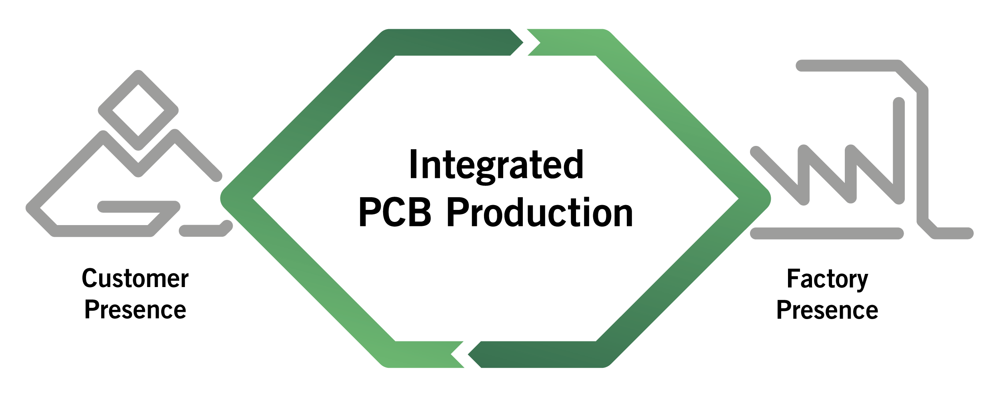 Integrated
PCB Production
Customer
Presence
Factory
Presence